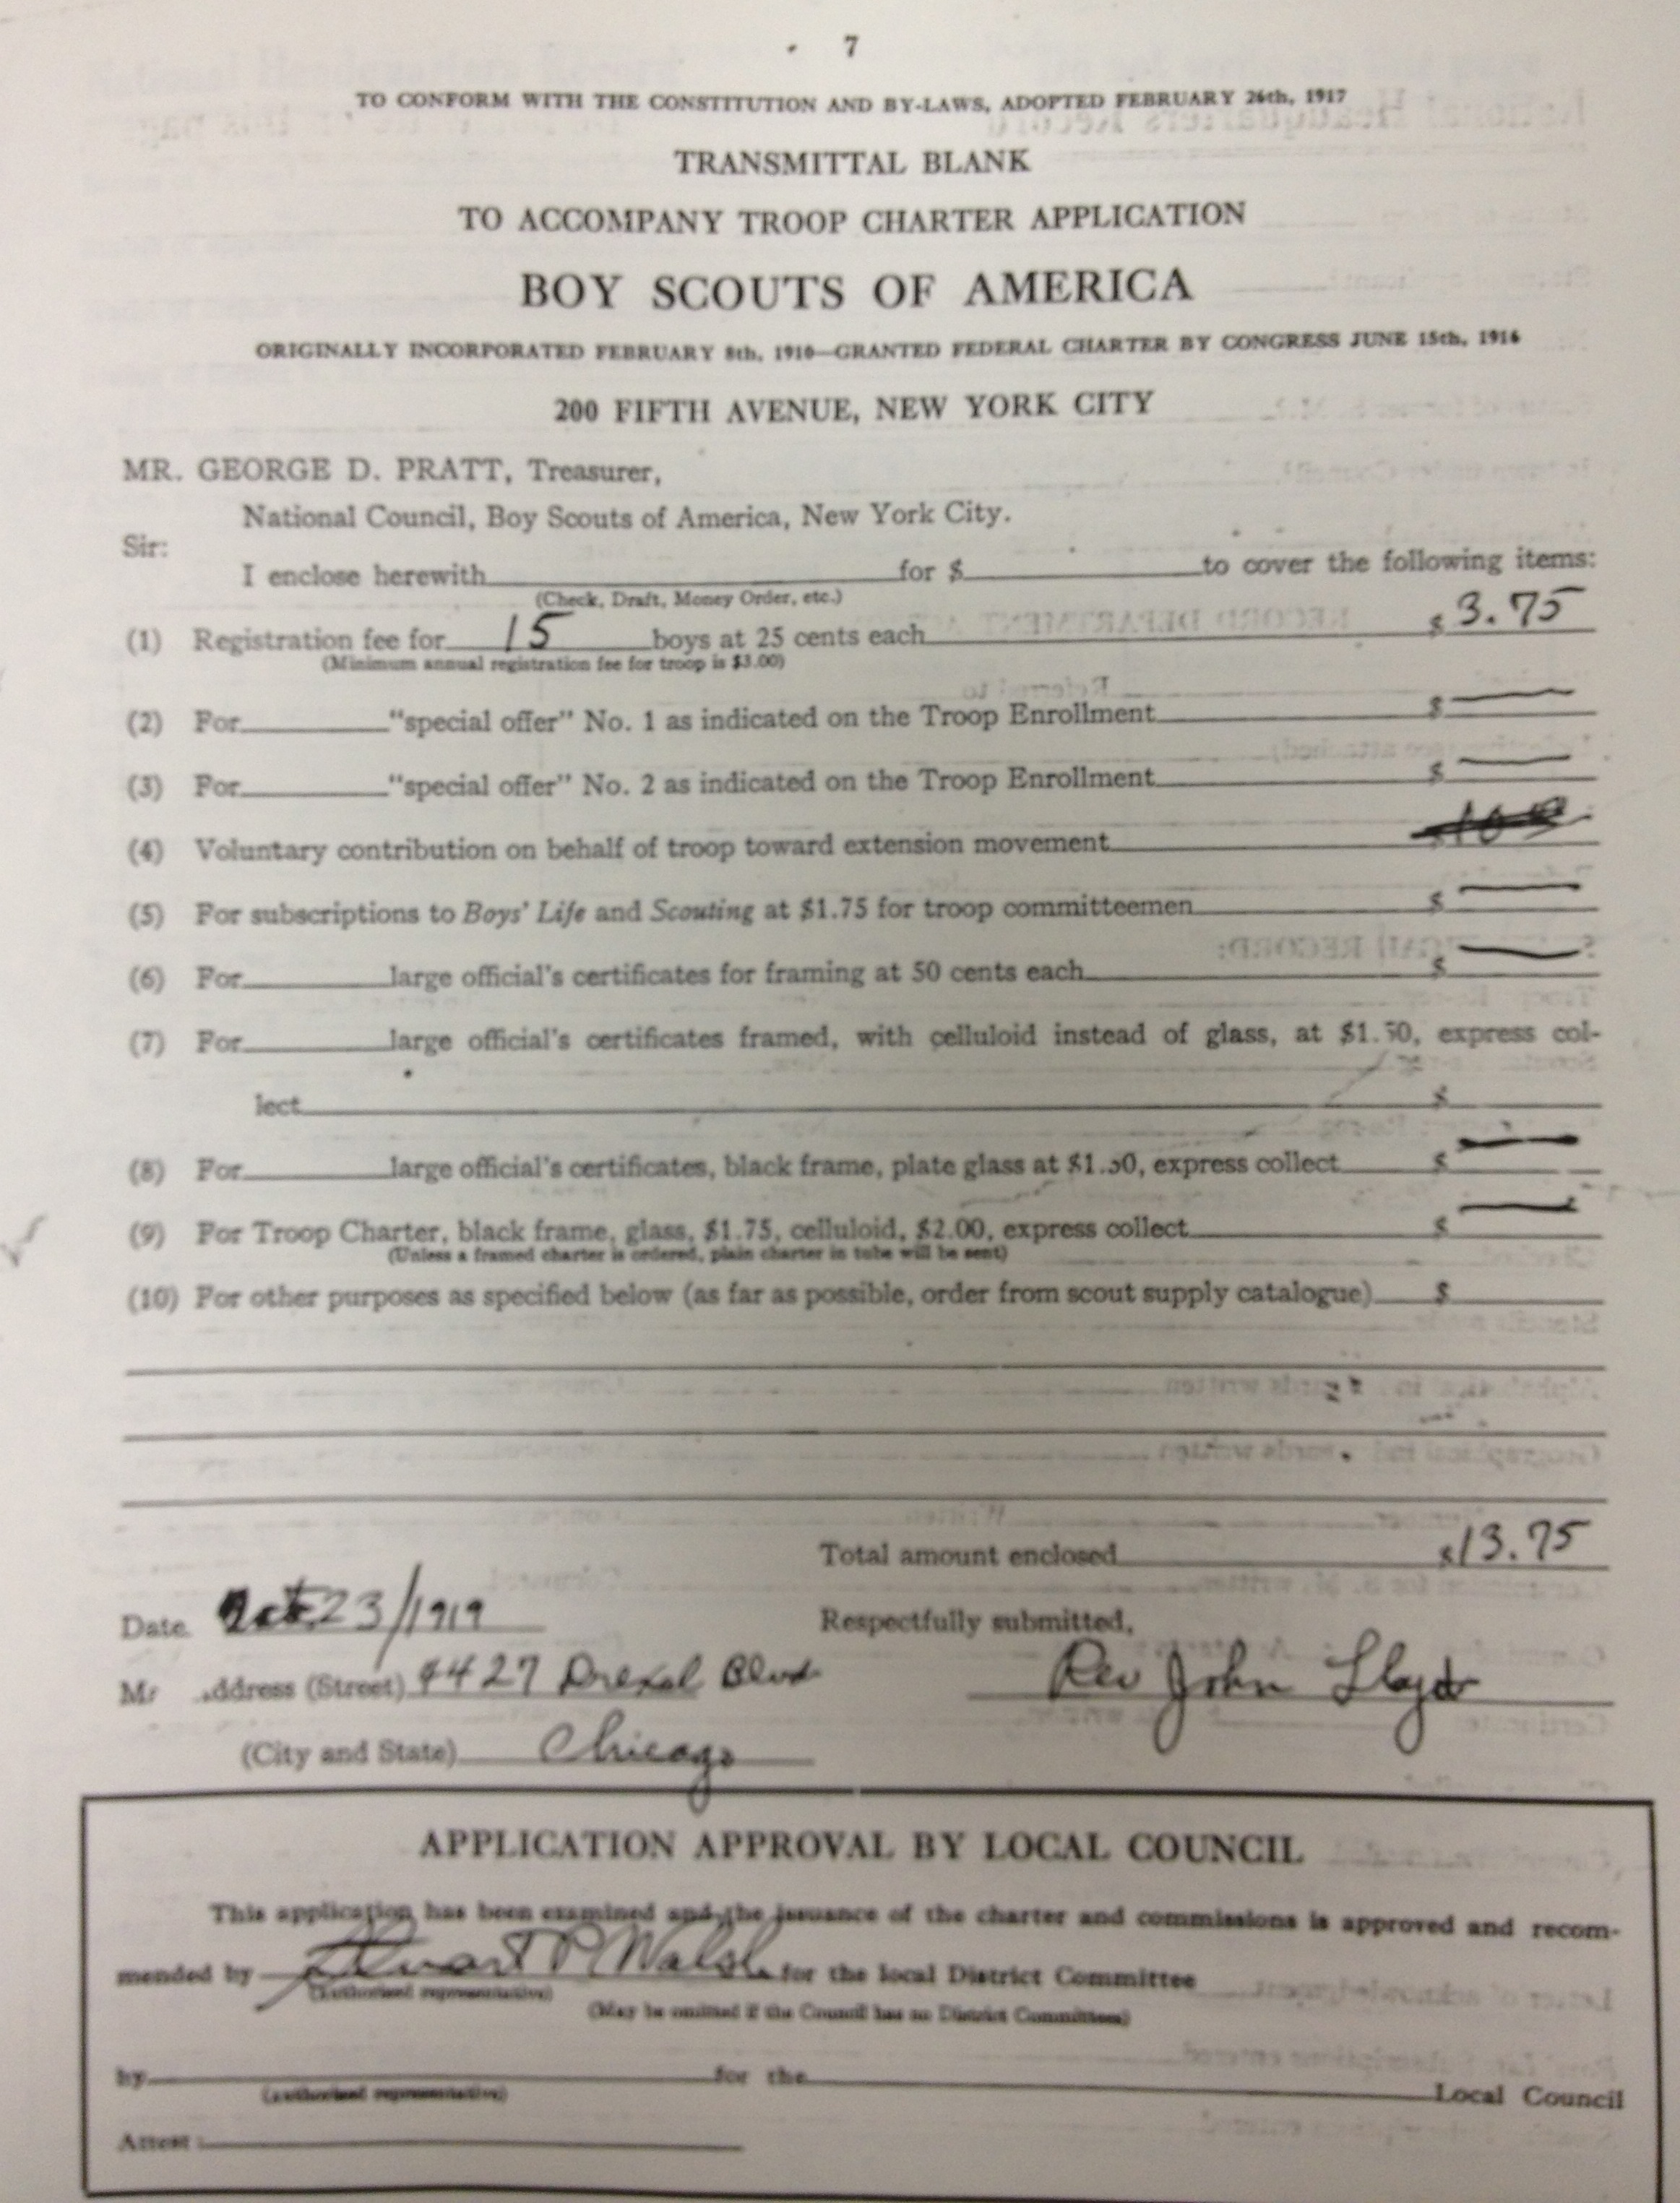 7
TO CONFORM WITH THE CONSTITUTION AND BY-LAWS, ADOPTED FEBRUARY 26th, 1917
TRANSMITTAL BLANK
TO ACCOMPANY TROOP CHARTER APPLICATION
BOY SCOUTS OF AMERICA
ORIGINALLY INCORPORATED FEBRUARY 8th, 1910—GRANTED FEDERAL CHARTER BY CONGRESS JUNE 15th, 1916
200 FIFTH AVENUE, NEW YORK CITY
MR. GEORGE D. PRATT, Treasurer,
National Council, Boy Scouts of America, New York City.
Sir:
I enclose herewith for $ to cover the following items:
(Check, Draft, Money Order, etc.)
(1) Registration fee for 15 boys at 25 cents each $ 3.75
(Minimum annual registration fee for troop is $3.00)
(2) For "special offer" No. 1 as indicated on the Troop Enrollment $ —
(3) For "special offer" No. 2 as indicated on the Troop Enrollment $ —
(4) Voluntary contribution on behalf of troop toward extension movement
(5) For subscriptions to Boys' Life and Scouting at $1.75 for troop committeemen $ —
(6) For large official's certificates for framing at 50 cents each $ —
(7) For large official's certificates framed, with celluloid instead of glass, at $1.50, express col-
lect $
(8) For large official's certificates, black frame, plate glass at $1.50, express collect $ —
(9) For Troop Charter, black frame, glass, $1.75, celluloid, $2.00, express collect $ —
(Unless a framed charter is ordered, plain charter in tube will be sent)
(10) For other purposes as specified below (as far as possible, order from scout supply catalogue) $
Total amount enclosed $13.75
Date Oct 23/1919 Respectfully submitted,
My address (Street) 4427 Drexel Blvd Rev John Lloyd
(City and State) Chicago
APPLICATION APPROVAL BY LOCAL COUNCIL
This application has been examined and the issuance of the charter and commissions is approved and recom-
mended by Stuart P. Walsh for the local District Committee
(authorized representative)
(May be omitted if the Council has no District Committees)
by for the Local Council
(authorized representative)
Attest: